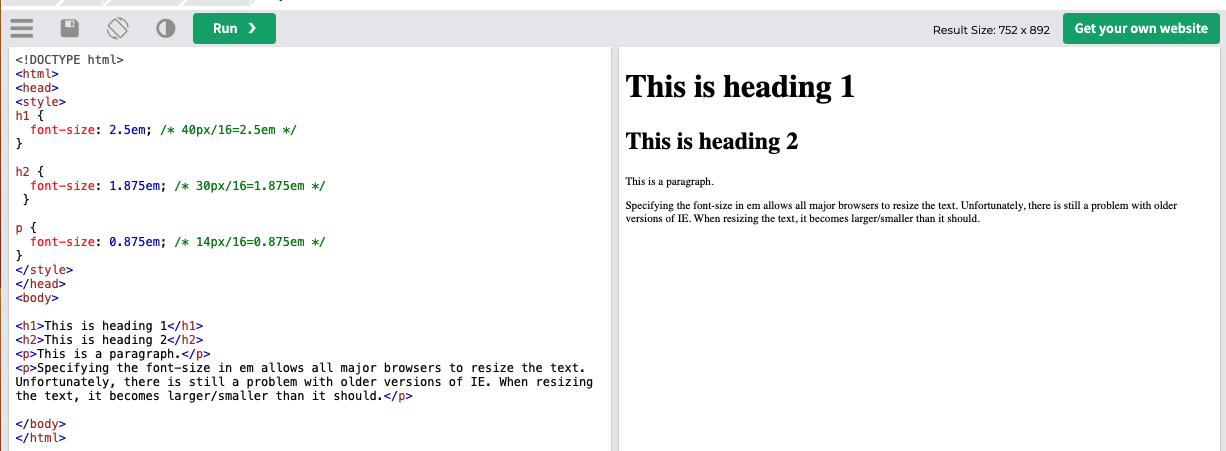 Run ❯
Result Size: 752 x 892
Get your own website
<!DOCTYPE html>
<html>
<head>
<style>
h1 {
  font-size: 2.5em; /* 40px/16=2.5em */
}

h2 {
  font-size: 1.875em; /* 30px/16=1.875em */
 }

p {
  font-size: 0.875em; /* 14px/16=0.875em */
}
</style>
</head>
<body>

<h1>This is heading 1</h1>
<h2>This is heading 2</h2>
<p>This is a paragraph.</p>
<p>Specifying the font-size in em allows all major browsers to resize the text.
Unfortunately, there is still a problem with older versions of IE. When resizing
the text, it becomes larger/smaller than it should.</p>

</body>
</html>
This is heading 1
This is heading 2
This is a paragraph.
Specifying the font-size in em allows all major browsers to resize the text. Unfortunately, there is still a problem with older
versions of IE. When resizing the text, it becomes larger/smaller than it should.